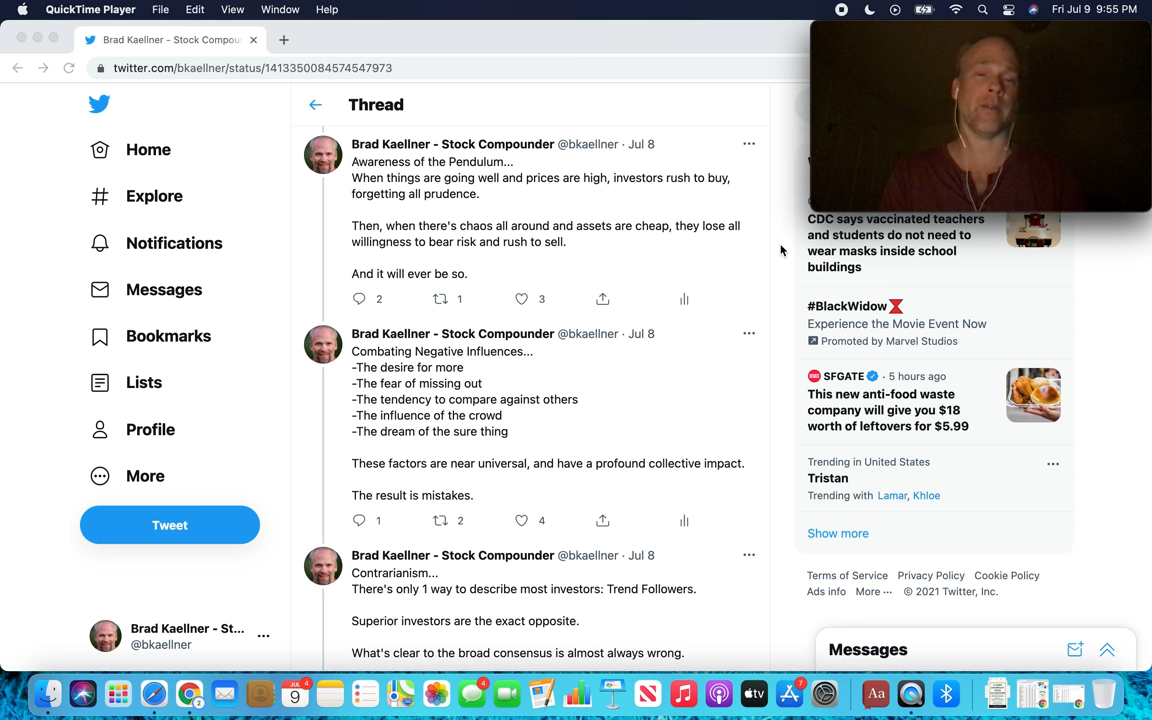 QuickTime Player File Edit View Window Help
Fri Jul 9 9:55 PM
Brad Kaellner - Stock Compou
twitter.com/bkaellner/status/1413350084574547973
Home
Explore
Notifications
Messages
Bookmarks
Lists
Profile
More
Tweet
Brad Kaellner - St...
@bkaellner
Thread
Brad Kaellner - Stock Compounder @bkaellner · Jul 8
Awareness of the Pendulum...
When things are going well and prices are high, investors rush to buy,
forgetting all prudence.
Then, when there's chaos all around and assets are cheap, they lose all
willingness to bear risk and rush to sell.
And it will ever be so.
2 1 3
Brad Kaellner - Stock Compounder @bkaellner · Jul 8
Combating Negative Influences...
-The desire for more
-The fear of missing out
-The tendency to compare against others
-The influence of the crowd
-The dream of the sure thing
These factors are near universal, and have a profound collective impact.
The result is mistakes.
1 2 4
Brad Kaellner - Stock Compounder @bkaellner · Jul 8
Contrarianism...
There's only 1 way to describe most investors: Trend Followers.
Superior investors are the exact opposite.
What's clear to the broad consensus is almost always wrong.
CDC says vaccinated teachers
and students do not need to
wear masks inside school
buildings
#BlackWidow
Experience the Movie Event Now
Promoted by Marvel Studios
SFGATE · 5 hours ago
This new anti-food waste
company will give you $18
worth of leftovers for $5.99
Trending in United States
Tristan
Trending with Lamar, Khloe
Show more
Terms of Service Privacy Policy Cookie Policy
Ads info More ··· © 2021 Twitter, Inc.
Messages
JUL
9
4
2
4
7
tv
Aa